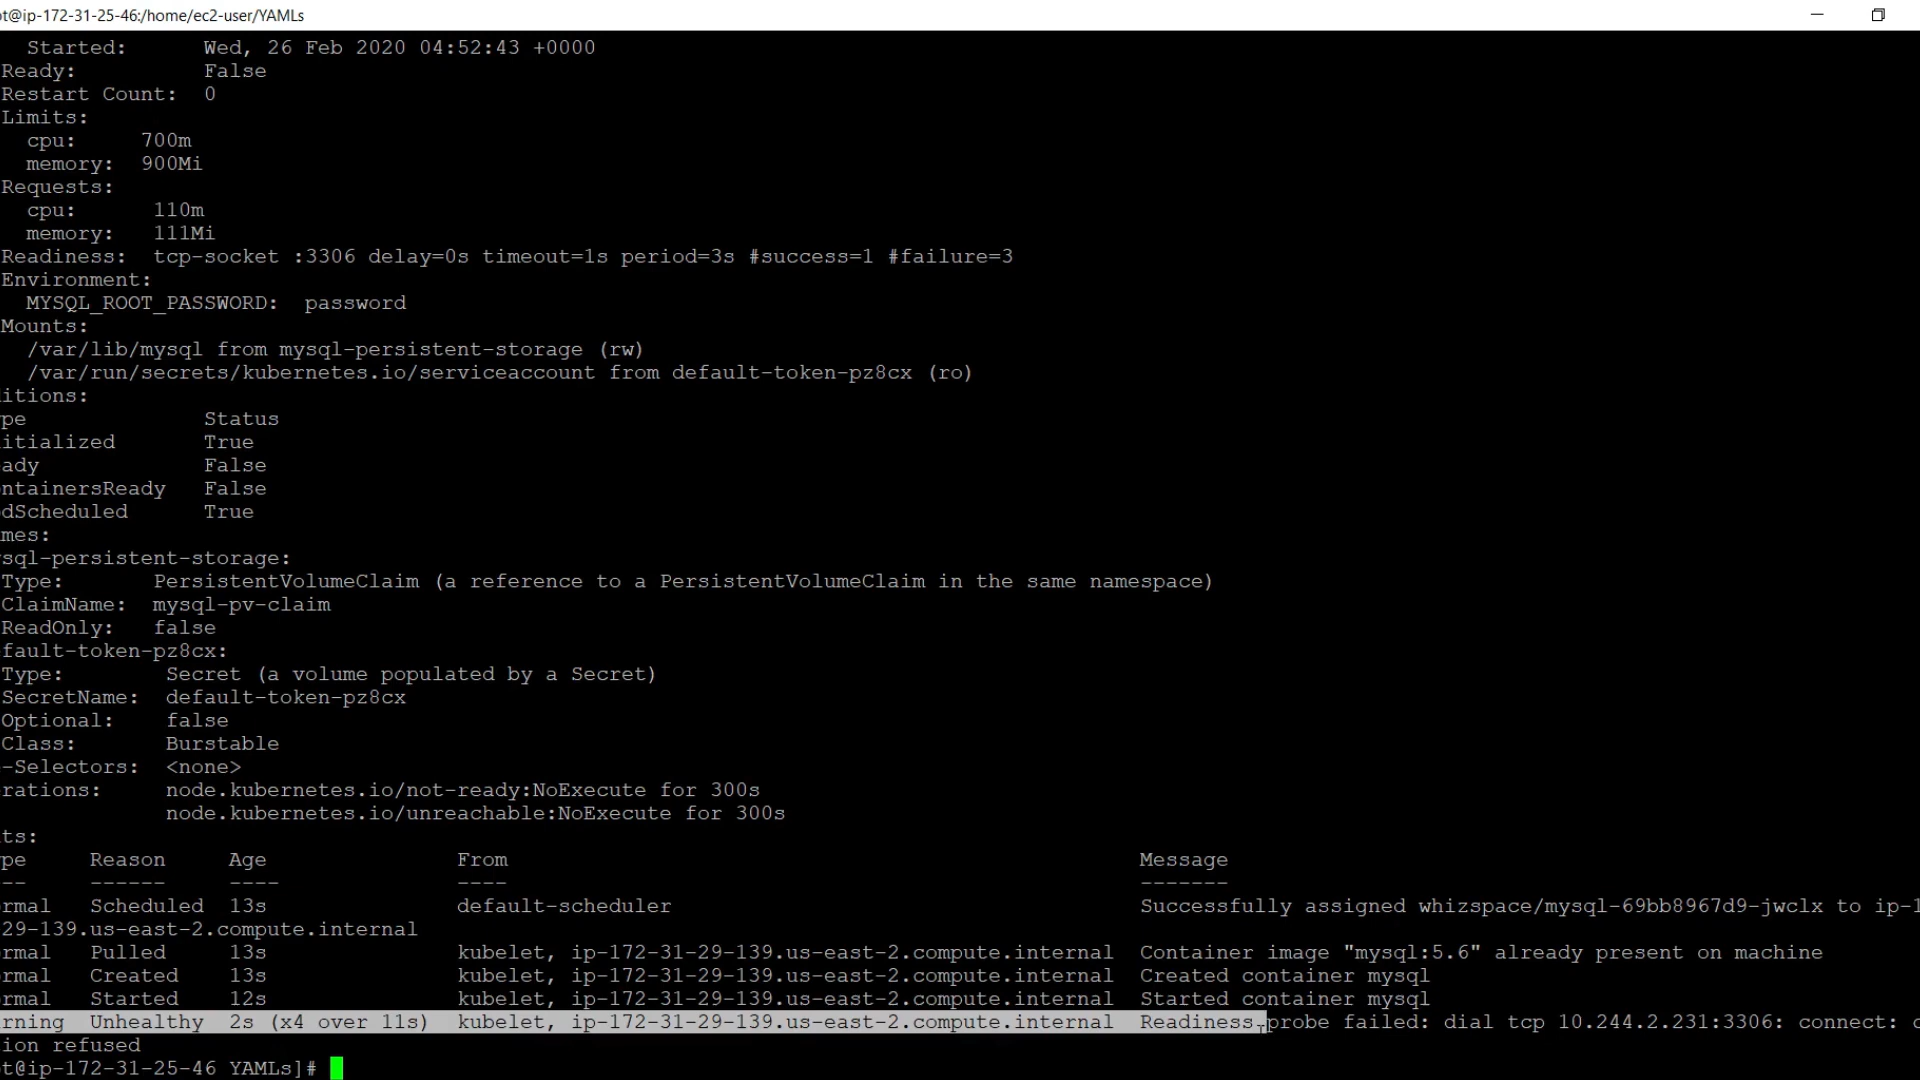 ot@ip-172-31-25-46:/home/ec2-user/YAMLs
Started:      Wed, 26 Feb 2020 04:52:43 +0000
Ready:          False
Restart Count:  0
Limits:
cpu:     700m
memory:  900Mi
Requests:
cpu:      110m
memory:   111Mi
Readiness:  tcp-socket :3306 delay=0s timeout=1s period=3s #success=1 #failure=3
Environment:
MYSQL_ROOT_PASSWORD:  password
Mounts:
/var/lib/mysql from mysql-persistent-storage (rw)
/var/run/secrets/kubernetes.io/serviceaccount from default-token-pz8cx (ro)
itions:
pe              Status
itialized       True
ady             False
ntainersReady   False
dScheduled      True
mes:
sql-persistent-storage:
Type:       PersistentVolumeClaim (a reference to a PersistentVolumeClaim in the same namespace)
ClaimName:  mysql-pv-claim
ReadOnly:   false
fault-token-pz8cx:
Type:        Secret (a volume populated by a Secret)
SecretName:  default-token-pz8cx
Optional:    false
Class:       Burstable
-Selectors:  <none>
rations:     node.kubernetes.io/not-ready:NoExecute for 300s
node.kubernetes.io/unreachable:NoExecute for 300s
ts:
pe     Reason     Age               From                                                  Message
--     ------     ----              ----                                                  -------
rmal   Scheduled  13s               default-scheduler                                     Successfully assigned whizspace/mysql-69bb8967d9-jwclx to ip-1
29-139.us-east-2.compute.internal
rmal   Pulled     13s               kubelet, ip-172-31-29-139.us-east-2.compute.internal  Container image "mysql:5.6" already present on machine
rmal   Created    13s               kubelet, ip-172-31-29-139.us-east-2.compute.internal  Created container mysql
rmal   Started    12s               kubelet, ip-172-31-29-139.us-east-2.compute.internal  Started container mysql
rning  Unhealthy  2s (x4 over 11s)  kubelet, ip-172-31-29-139.us-east-2.compute.internal  Readiness probe failed: dial tcp 10.244.2.231:3306: connect: c
ion refused
t@ip-172-31-25-46 YAMLs]#